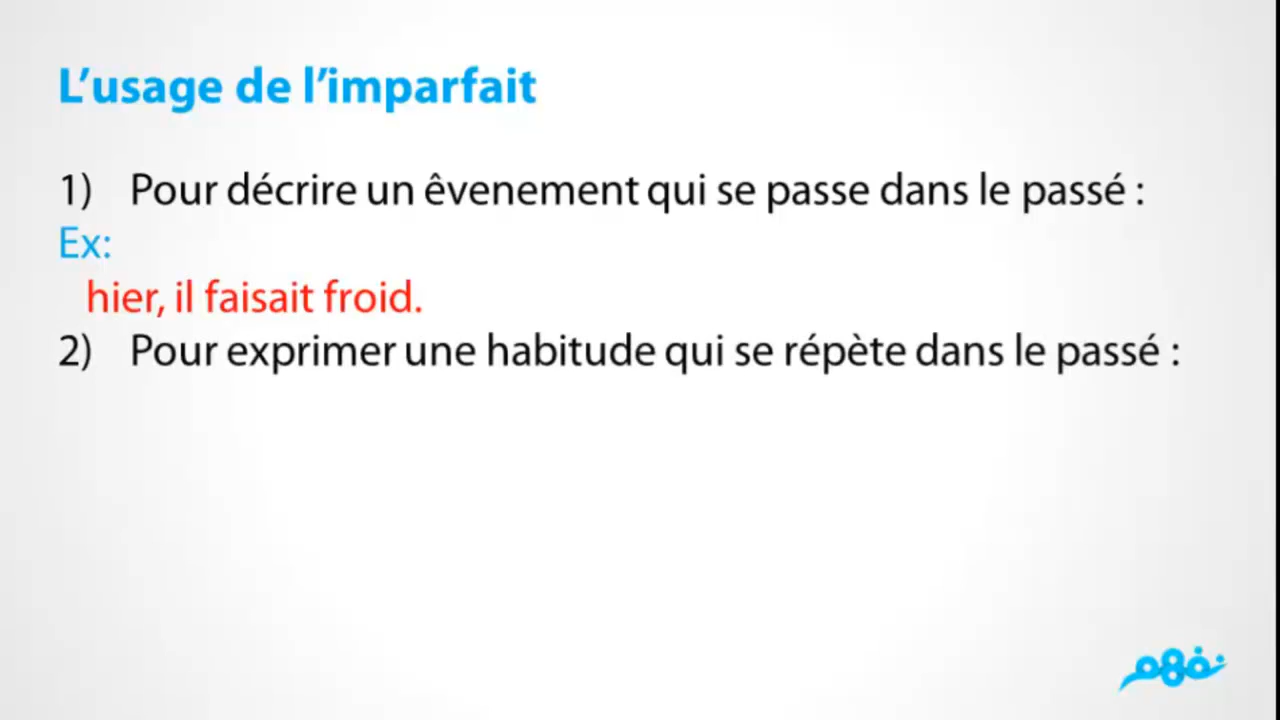 L'usage de l'imparfait
1) Pour décrire un êvenement qui se passe dans le passé :
Ex:
hier, il faisait froid.
2) Pour exprimer une habitude qui se répète dans le passé :
نفهم